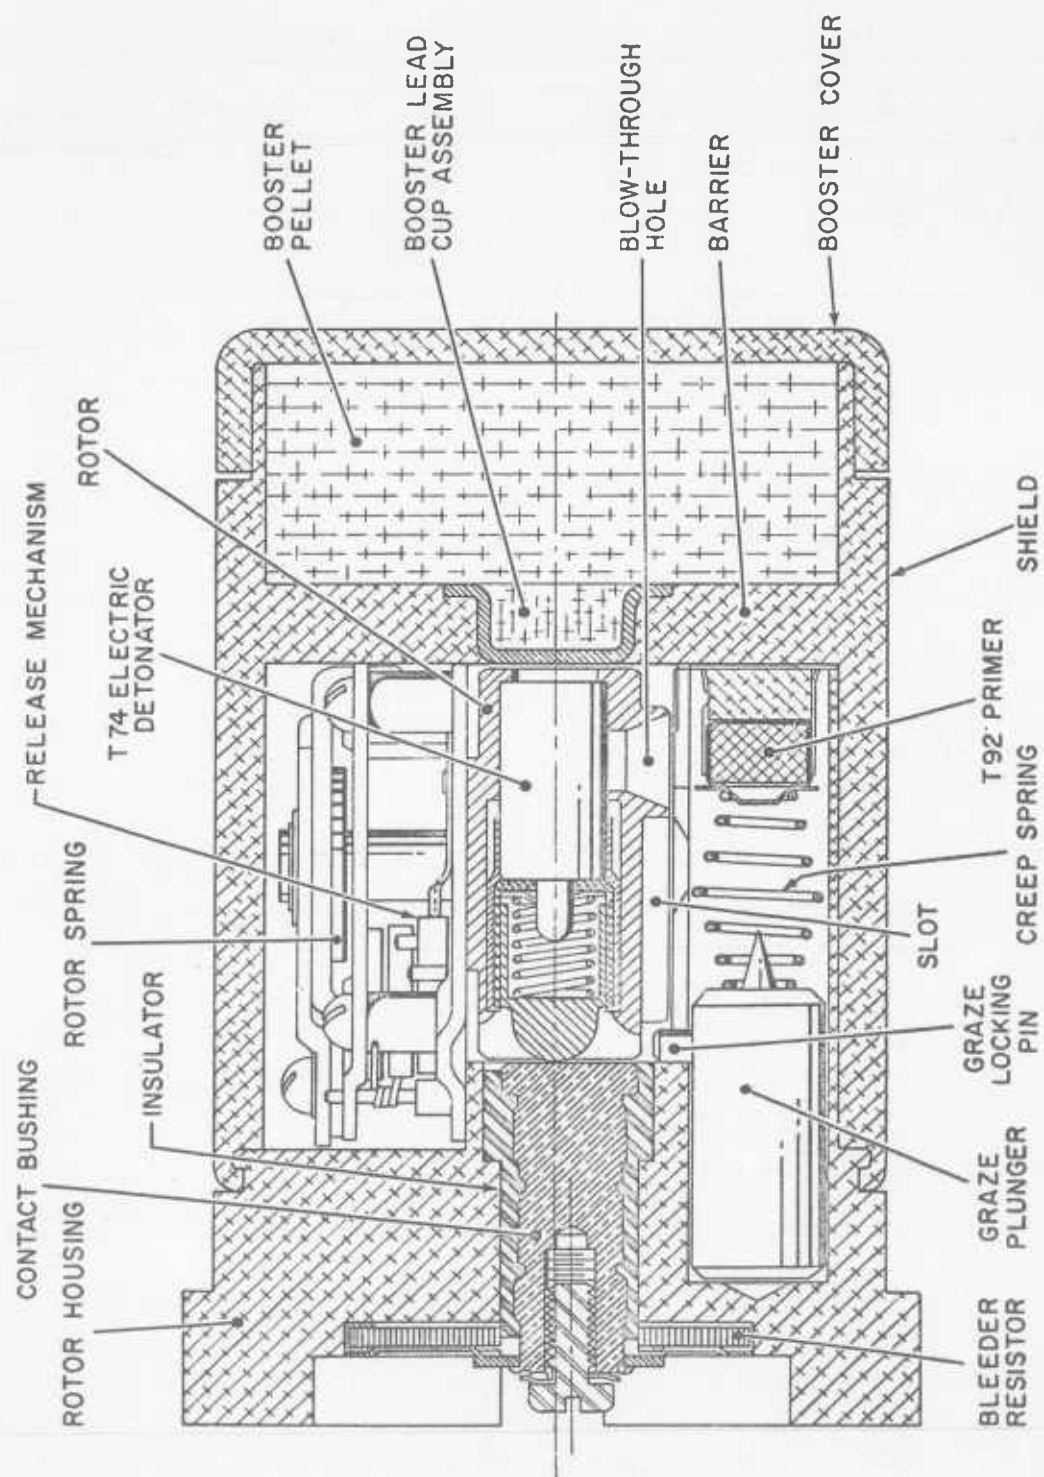 CONTACT BUSHING
ROTOR HOUSING
INSULATOR
ROTOR SPRING
RELEASE MECHANISM
T74 ELECTRIC
DETONATOR
ROTOR
BOOSTER
PELLET
BOOSTER LEAD
CUP ASSEMBLY
BLOW-THROUGH
HOLE
BARRIER
BOOSTER COVER
BLEEDER
RESISTOR
GRAZE
PLUNGER
GRAZE
LOCKING
PIN
SLOT
CREEP SPRING
T92 PRIMER
SHIELD